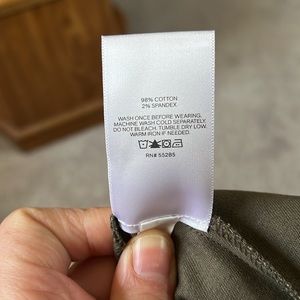 98% COTTON
2% SPANDEX
WASH ONCE BEFORE WEARING.
MACHINE WASH COLD SEPARATELY.
DO NOT BLEACH. TUMBLE DRY LOW.
WARM IRON IF NEEDED.
RN# 55285